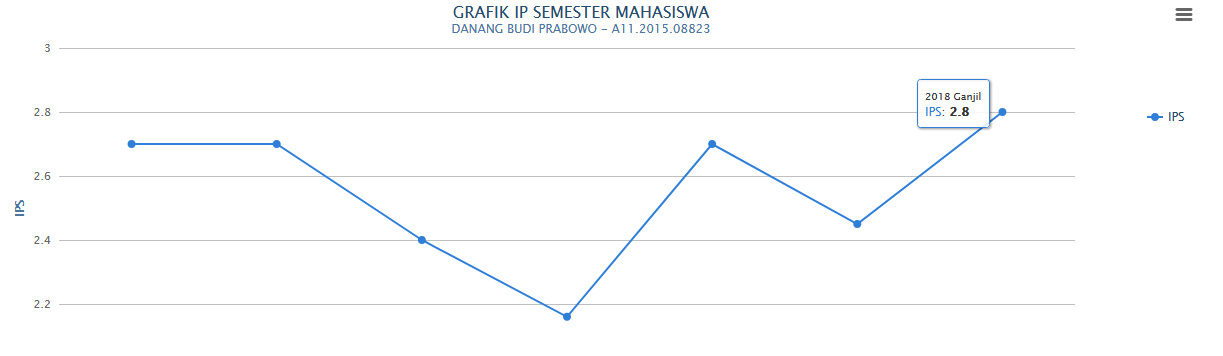 GRAFIK IP SEMESTER MAHASISWA
DANANG BUDI PRABOWO - A11.2015.08823
3
2.8
2.6
2.4
2.2
IPS
2018 Ganjil
IPS: 2.8
IPS